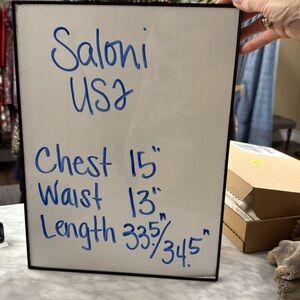 Saloni
US2
Chest 15"
Waist 13"
Length 33.5"/34.5"